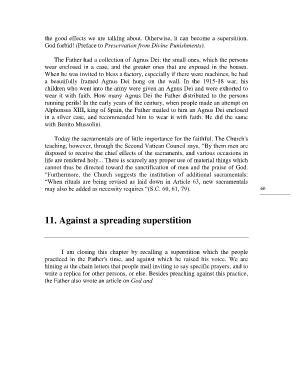 the good effects we are talking about. Otherwise, it can become a superstition.
God forbid! (Preface to Preservation from Divine Punishments).
The Father had a collection of Agnus Dei: the small ones, which the persons
wear enclosed in a case, and the greater ones that are exposed in the houses.
When he was invited to bless a factory, especially if there were machines, he had
a beautifully framed Agnus Dei hung on the wall. In the 1915-I8 war, his
children who went into the army were given an Agnus Dei and were exhorted to
wear it with faith. How many Agnus Dei the Father distributed to the persons
running perils! In the early years of the century, when people made an attempt on
Alphonsus XIII, king of Spain, the Father mailed to him an Agnus Dei enclosed
in a silver case, and recommended him to wear it with faith. He did the same
with Benito Mussolini.
Today the sacramentals are of little importance for the faithful. The Church's
teaching, however, through the Second Vatican Council says, "By them men are
disposed to receive the chief effects of the sacraments, and various occasions in
life are rendered holy... There is scarcely any proper use of material things which
cannot thus be directed toward the sanctification of men and the praise of God.
"Furthermore, the Church suggests the institution of additional sacramentals:
"When rituals are being revised as laid down in Article 63, new sacramentals
may also be added as necessity requires "(S.C. 60, 61, 79).
11. Against a spreading superstition
I am closing this chapter by recalling a superstition which the people
practiced in the Father's time, and against which he raised his voice. We are
hinting at the chain letters that people mail inviting to say specific prayers, and to
write a replica for other persons, or else. Besides preaching against this practice,
the Father also wrote an article on God and